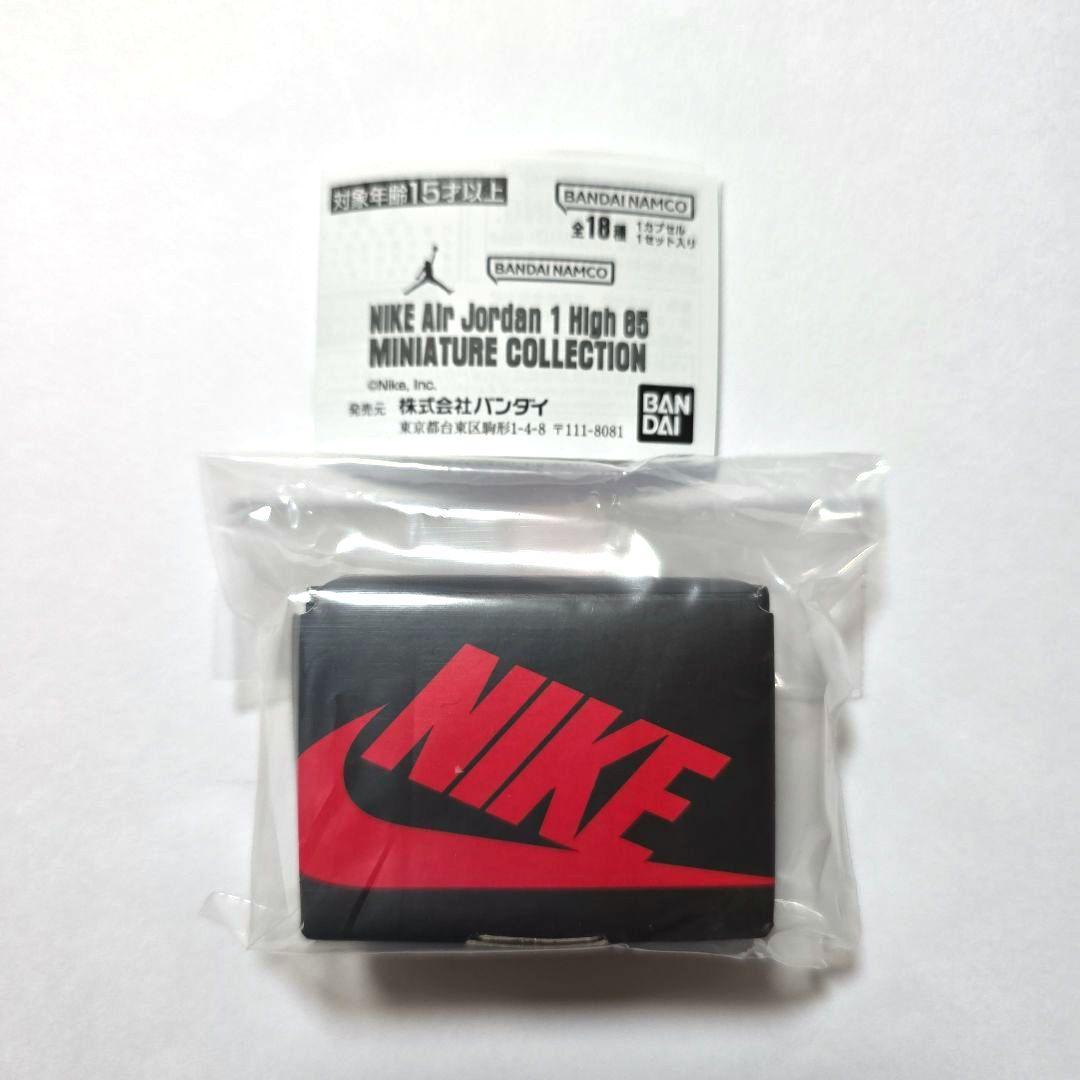 対象年齢15才以上
BANDAI NAMCO
全18種 1カプセル
1セット入り
BANDAI NAMCO
NIKE Air Jordan 1 High 85
MINIATURE COLLECTION
©Nike, Inc.
発売元 株式会社バンダイ
東京都台東区駒形1-4-8 〒111-8081
BAN
DAI
NIKE